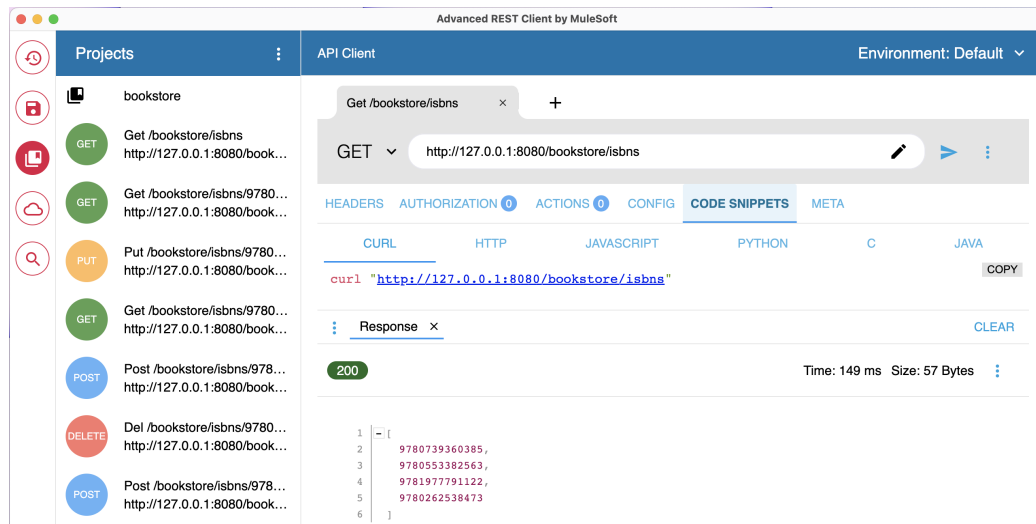 Advanced REST Client by MuleSoft
Projects
API Client
Environment: Default
bookstore
GET
Get /bookstore/isbns
http://127.0.0.1:8080/book...
GET
Get /bookstore/isbns/9780...
http://127.0.0.1:8080/book...
PUT
Put /bookstore/isbns/9780...
http://127.0.0.1:8080/book...
GET
Get /bookstore/isbns/9780...
http://127.0.0.1:8080/book...
POST
Post /bookstore/isbns/978...
http://127.0.0.1:8080/book...
DELETE
Del /bookstore/isbns/9780...
http://127.0.0.1:8080/book...
POST
Post /bookstore/isbns/978...
http://127.0.0.1:8080/book...
Get /bookstore/isbns × +
GET http://127.0.0.1:8080/bookstore/isbns
HEADERS AUTHORIZATION 0 ACTIONS 0 CONFIG CODE SNIPPETS META
CURL HTTP JAVASCRIPT PYTHON C JAVA
COPY
curl "http://127.0.0.1:8080/bookstore/isbns"
Response × CLEAR
200 Time: 149 ms Size: 57 Bytes
1 [
2 9780739360385,
3 9780553382563,
4 9781977791122,
5 9780262538473
6 ]